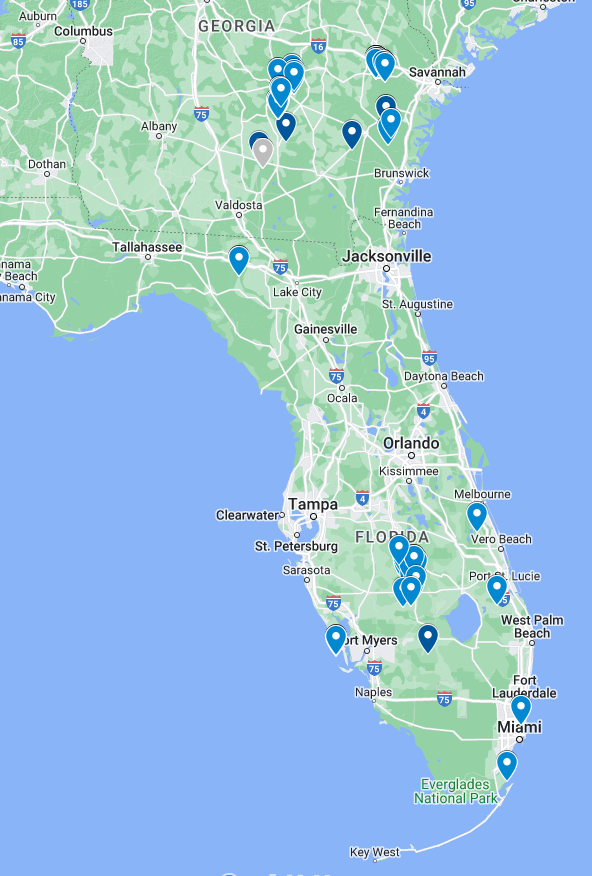 Charleston
185
95
Auburn
GEORGIA
Columbus
85
16
Savannah
75
Albany
Dothan
Brunswick
Valdosta
Fernandina
Beach
Tallahassee
Jacksonville
nama
y Beach
75
Lake City
anama City
St. Augustine
Gainesville
95
75
Daytona Beach
Ocala
4
Orlando
Kissimmee
4
Melbourne
Tampa
Clearwater
FLORIDA
Vero Beach
St. Petersburg
Sarasota
Port St. Lucie
75
95
West Palm
Beach
ort Myers
75
Fort
Lauderdale
Naples
75
Miami
Everglades
National Park
Key West